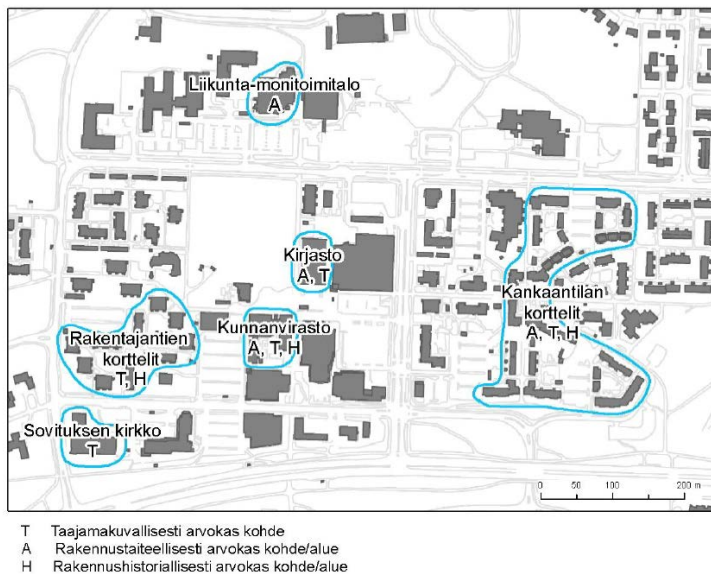 Liikunta-monitoimitalo
A
Kirjasto
A, T
Kankaantilan
korttelit
A, T, H
Kunnanvirasto
A, T, H
Rakentajantien
korttelit
T, H
Sovituksen kirkko
T
0 50 100 200 m
T Taajamakuvallisesti arvokas kohde
A Rakennustaiteellisesti arvokas kohde/alue
H Rakennushistoriallisesti arvokas kohde/alue